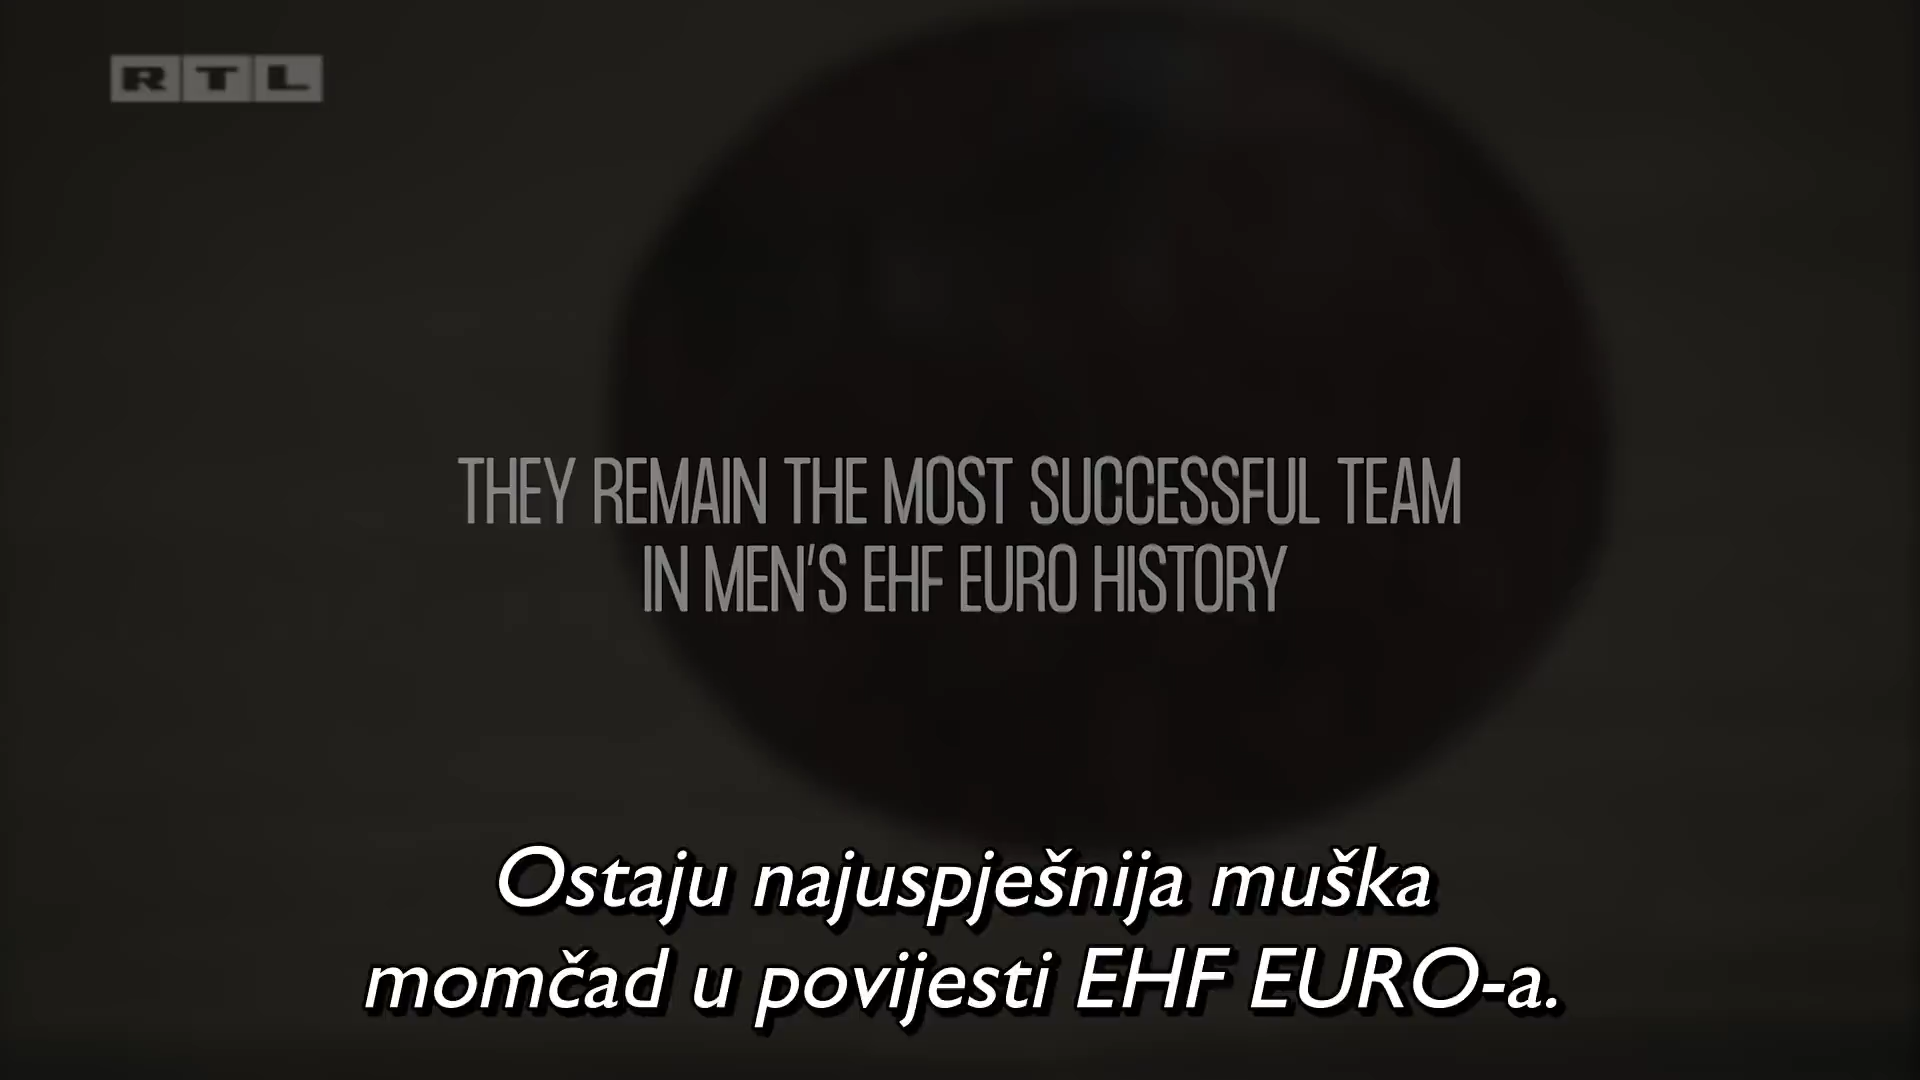 RTL
THEY REMAIN THE MOST SUCCESSFUL TEAM
IN MEN'S EHF EURO HISTORY
Ostaju najuspješnija muška
momčad u povijesti EHF EURO-a.